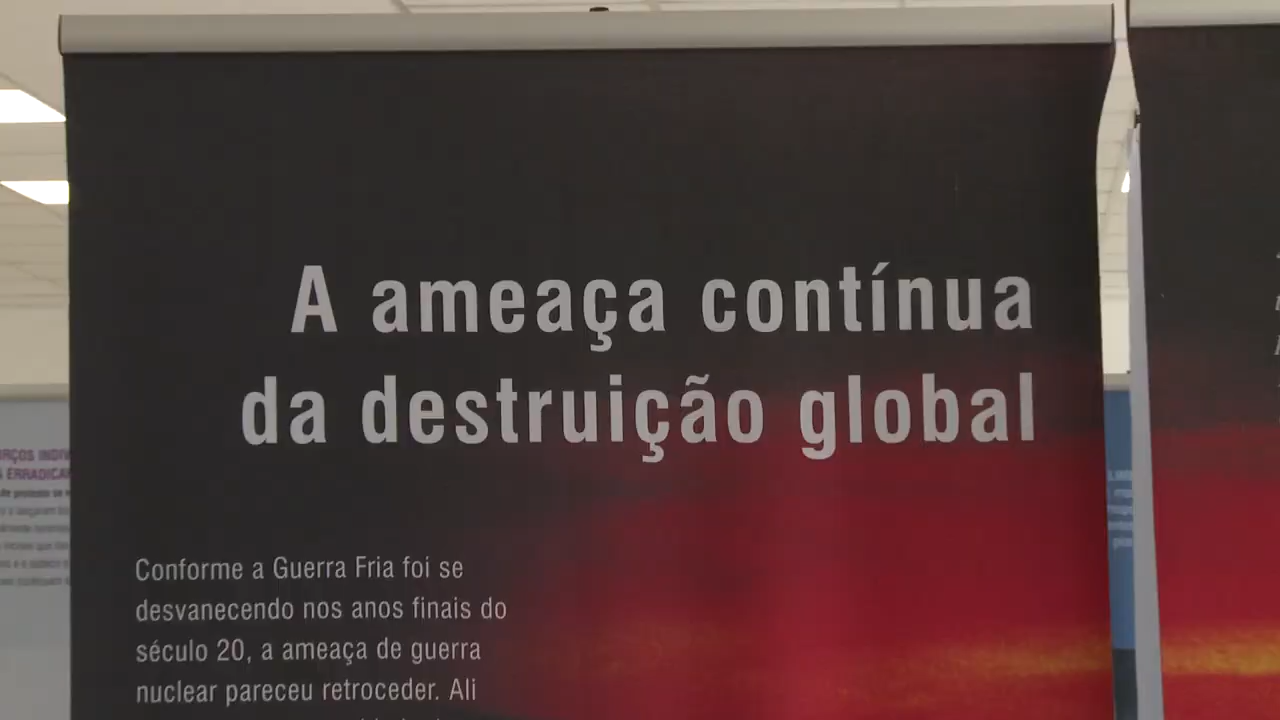 A ameaça contínua
da destruição global
Conforme a Guerra Fria foi se
desvanecendo nos anos finais do
século 20, a ameaça de guerra
nuclear pareceu retroceder. Ali
ERRADICAR